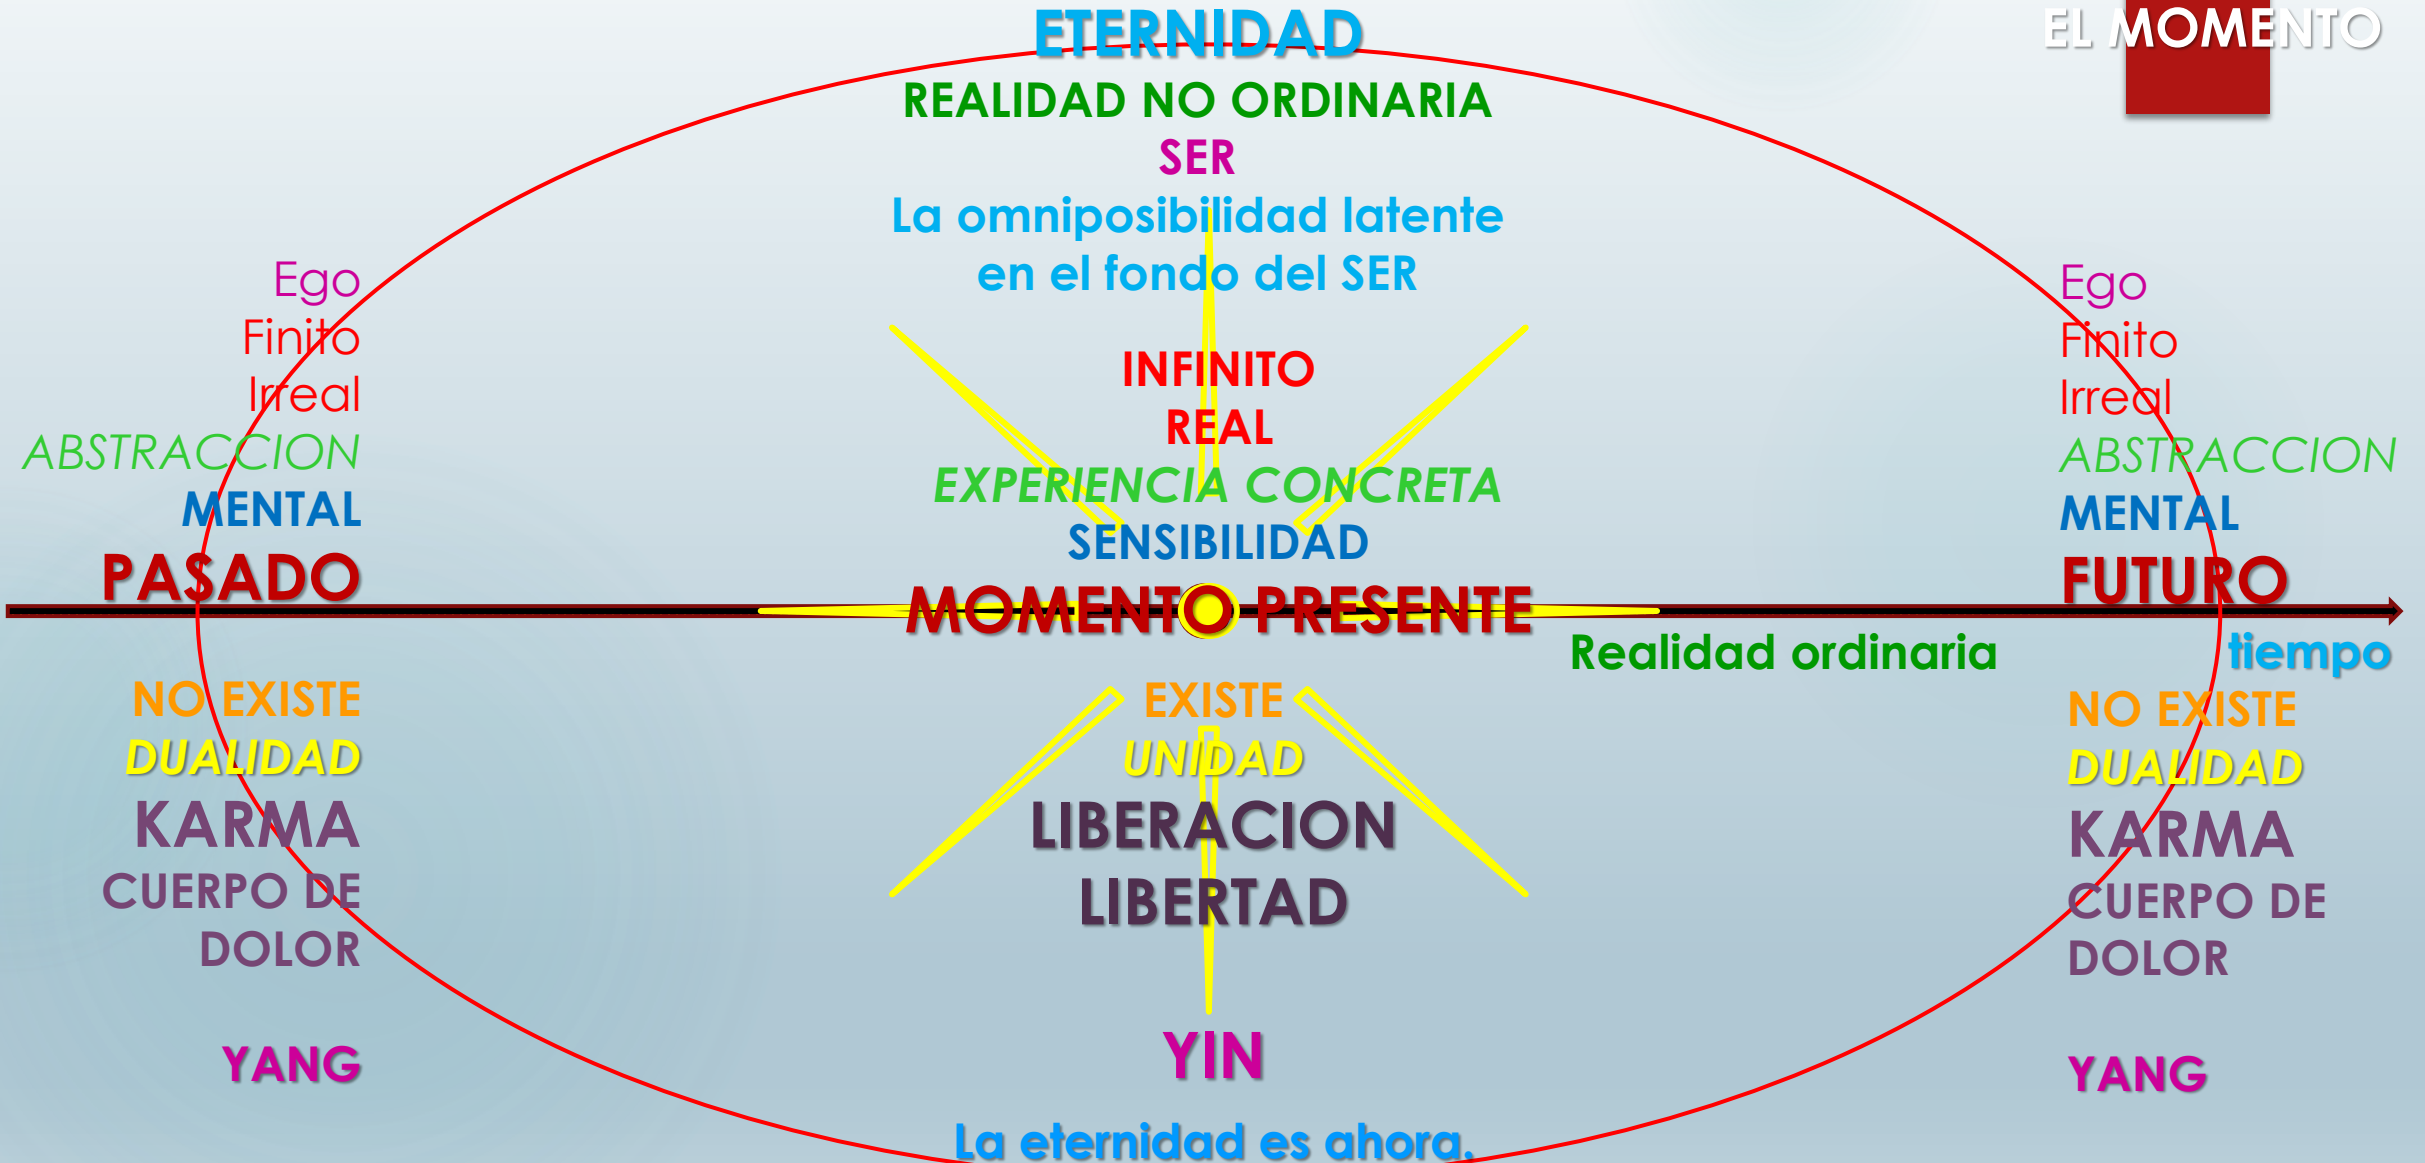 EL MOMENTO
ETERNIDAD
REALIDAD NO ORDINARIA
SER
La omniposibilidad latente
en el fondo del SER
Ego
Finito
Irreal
ABSTRACCION
MENTAL
PASADO
INFINITO
REAL
EXPERIENCIA CONCRETA
SENSIBILIDAD
MOMENTO PRESENTE
Ego
Finito
Irreal
ABSTRACCION
MENTAL
FUTURO
Realidad ordinaria
tiempo
NO EXISTE
DUALIDAD
KARMA
CUERPO DE
DOLOR
YANG
EXISTE
UNIDAD
LIBERACION
LIBERTAD
YIN
La eternidad es ahora.
NO EXISTE
DUALIDAD
KARMA
CUERPO DE
DOLOR
YANG